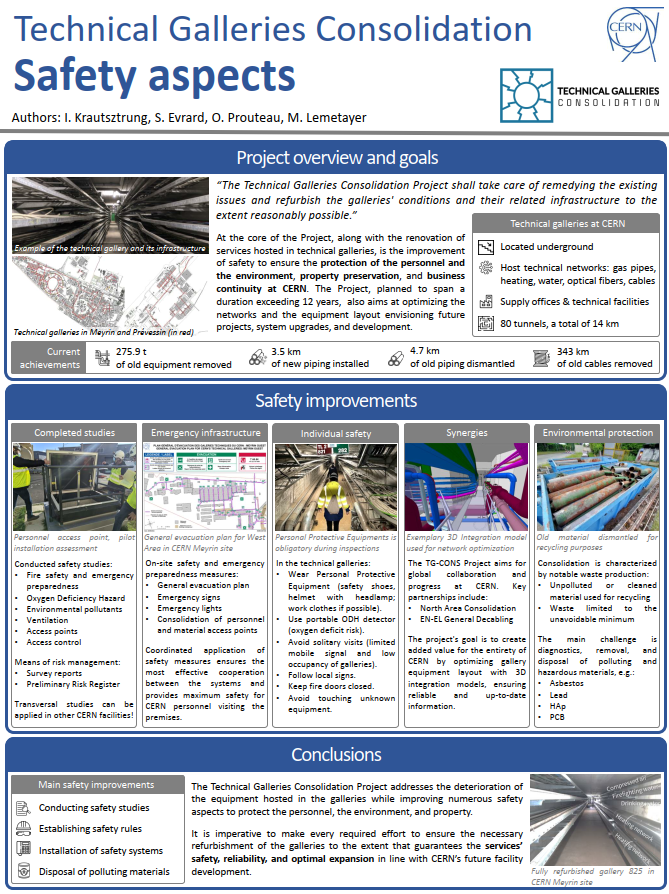 Technical Galleries Consolidation
Safety aspects
CERN
TECHNICAL GALLERIES
CONSOLIDATION
Authors: I. Krautsztrung, S. Evrard, O. Prouteau, M. Lemetayer
Project overview and goals
Example of the technical gallery and its infrastructure
Technical galleries in Meyrin and Prévessin (in red)
“The Technical Galleries Consolidation Project shall take care of remedying the existing
issues and refurbish the galleries' conditions and their related infrastructure to the
extent reasonably possible.”
At the core of the Project, along with the renovation of
services hosted in technical galleries, is the improvement
of safety to ensure the protection of the personnel and
the environment, property preservation, and business
continuity at CERN. The Project, planned to span a
duration exceeding 12 years, also aims at optimizing the
networks and the equipment layout envisioning future
projects, system upgrades, and development.
Technical galleries at CERN
Located underground
Host technical networks: gas pipes,
heating, water, optical fibers, cables
Supply offices & technical facilities
80 tunnels, a total of 14 km
Current
achievements
275.9 t
of old equipment removed
3.5 km
of new piping installed
4.7 km
of old piping dismantled
343 km
of old cables removed
Safety improvements
Completed studies
Personnel access point, pilot
installation assessment
Conducted safety studies:
• Fire safety and emergency
preparedness
• Oxygen Deficiency Hazard
• Environmental pollutants
• Ventilation
• Access points
• Access control
Means of risk management:
• Survey reports
• Preliminary Risk Register
Transversal studies can be
applied in other CERN facilities!
Emergency infrastructure
General evacuation plan for West
Area in CERN Meyrin site
On-site safety and emergency
preparedness measures:
• General evacuation plan
• Emergency signs
• Emergency lights
• Consolidation of personnel
and material access points
Coordinated application of
safety measures ensures the
most effective cooperation
between the systems and
provides maximum safety for
CERN personnel visiting the
premises.
Individual safety
282
Personal Protective Equipments is
obligatory during inspections
In the technical galleries:
• Wear Personal Protective
Equipment (safety shoes,
helmet with headlamp;
work clothes if possible).
• Use portable ODH detector
(oxygen deficit risk).
• Avoid solitary visits (limited
mobile signal and low
occupancy of galleries).
• Follow local signs.
• Keep fire doors closed.
• Avoid touching unknown
equipment.
Synergies
Exemplary 3D Integration model
used for network optimization
The TG-CONS Project aims for
global collaboration and
progress at CERN. Key
partnerships include:
• North Area Consolidation
• EN-EL General Decabling
The project's goal is to create
added value for the entirety of
CERN by optimizing gallery
equipment layout with 3D
integration models, ensuring
reliable and up-to-date
information.
Environmental protection
Old material dismantled for
recycling purposes
Consolidation is characterized
by notable waste production:
• Unpolluted or cleaned
material used for recycling
• Waste limited to the
unavoidable minimum
The main challenge is
diagnostics, removal, and
disposal of polluting and
hazardous materials, e.g.:
• Asbestos
• Lead
• HAp
• PCB
Conclusions
Main safety improvements
Conducting safety studies
Establishing safety rules
Installation of safety systems
Disposal of polluting materials
The Technical Galleries Consolidation Project addresses the deterioration of
the equipment hosted in the galleries while improving numerous safety
aspects to protect the personnel, the environment, and property.
It is imperative to make every required effort to ensure the necessary
refurbishment of the galleries to the extent that guarantees the services'
safety, reliability, and optimal expansion in line with CERN's future facility
development.
Compressed air
Firefighting water
Heating network
Heating network
Fully refurbished gallery 825 in
CERN Meyrin site